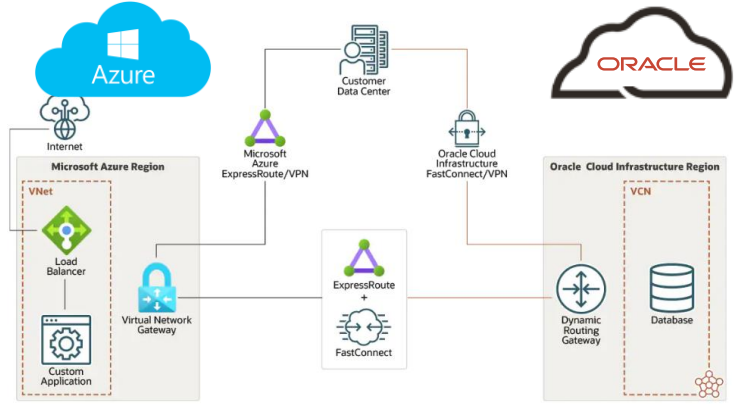 Azure
ORACLE
Customer
Data Center
Internet
Microsoft
Azure
ExpressRoute/VPN
Oracle Cloud
Infrastructure
FastConnect/VPN
Microsoft Azure Region
Oracle Cloud Infrastructure Region
VNet
VCN
Load
Balancer
ExpressRoute
+
FastConnect
Virtual Network
Gateway
Dynamic
Routing
Gateway
Database
Custom
Application